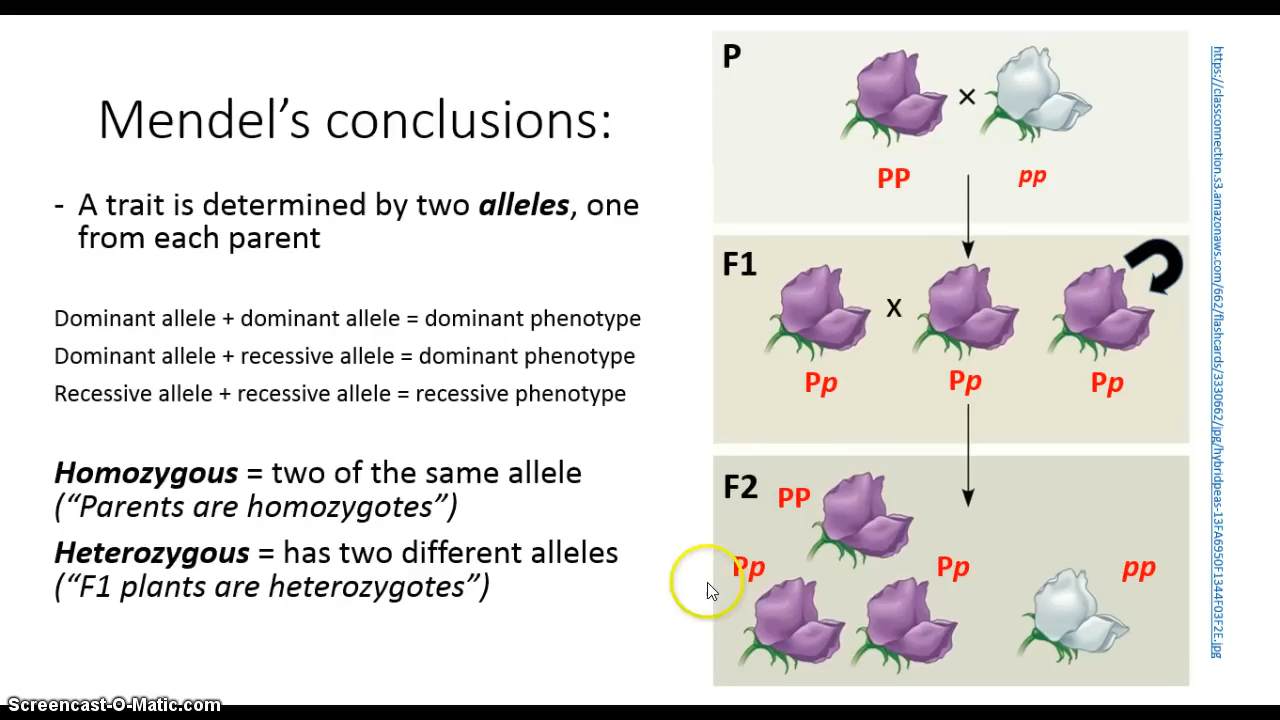 Mendel's conclusions:
- A trait is determined by two alleles, one
from each parent
Dominant allele + dominant allele = dominant phenotype
Dominant allele + recessive allele = dominant phenotype
Recessive allele + recessive allele = recessive phenotype
Homozygous = two of the same allele
("Parents are homozygotes")
Heterozygous = has two different alleles
("F1 plants are heterozygotes")
P
×
PP
pp
F1
x
Pp
Pp
Pp
F2
PP
Pp
Pp
pp
https://classconnection.s3.amazonaws.com/662/flashcards/3330662/jpg/hybridpeas-13FA6950F1344F03F2E.jpg
Screencast-O-Matic.com